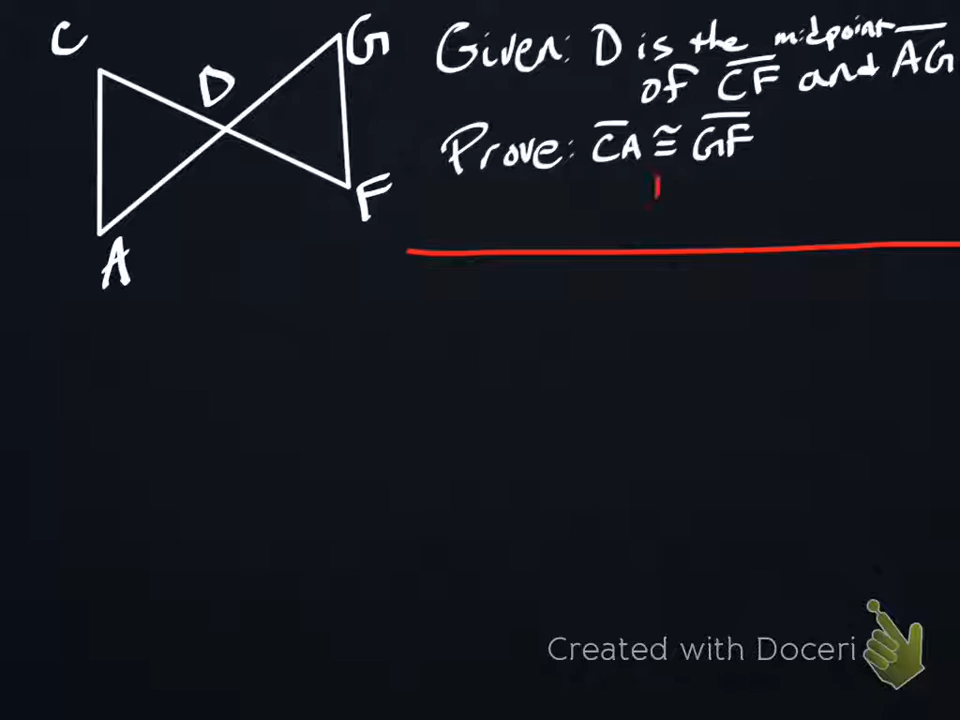 C
G
D
F
A
Given: D is the midpoint
of CF and AG
Prove: CA ≅ GF
Created with Doceri